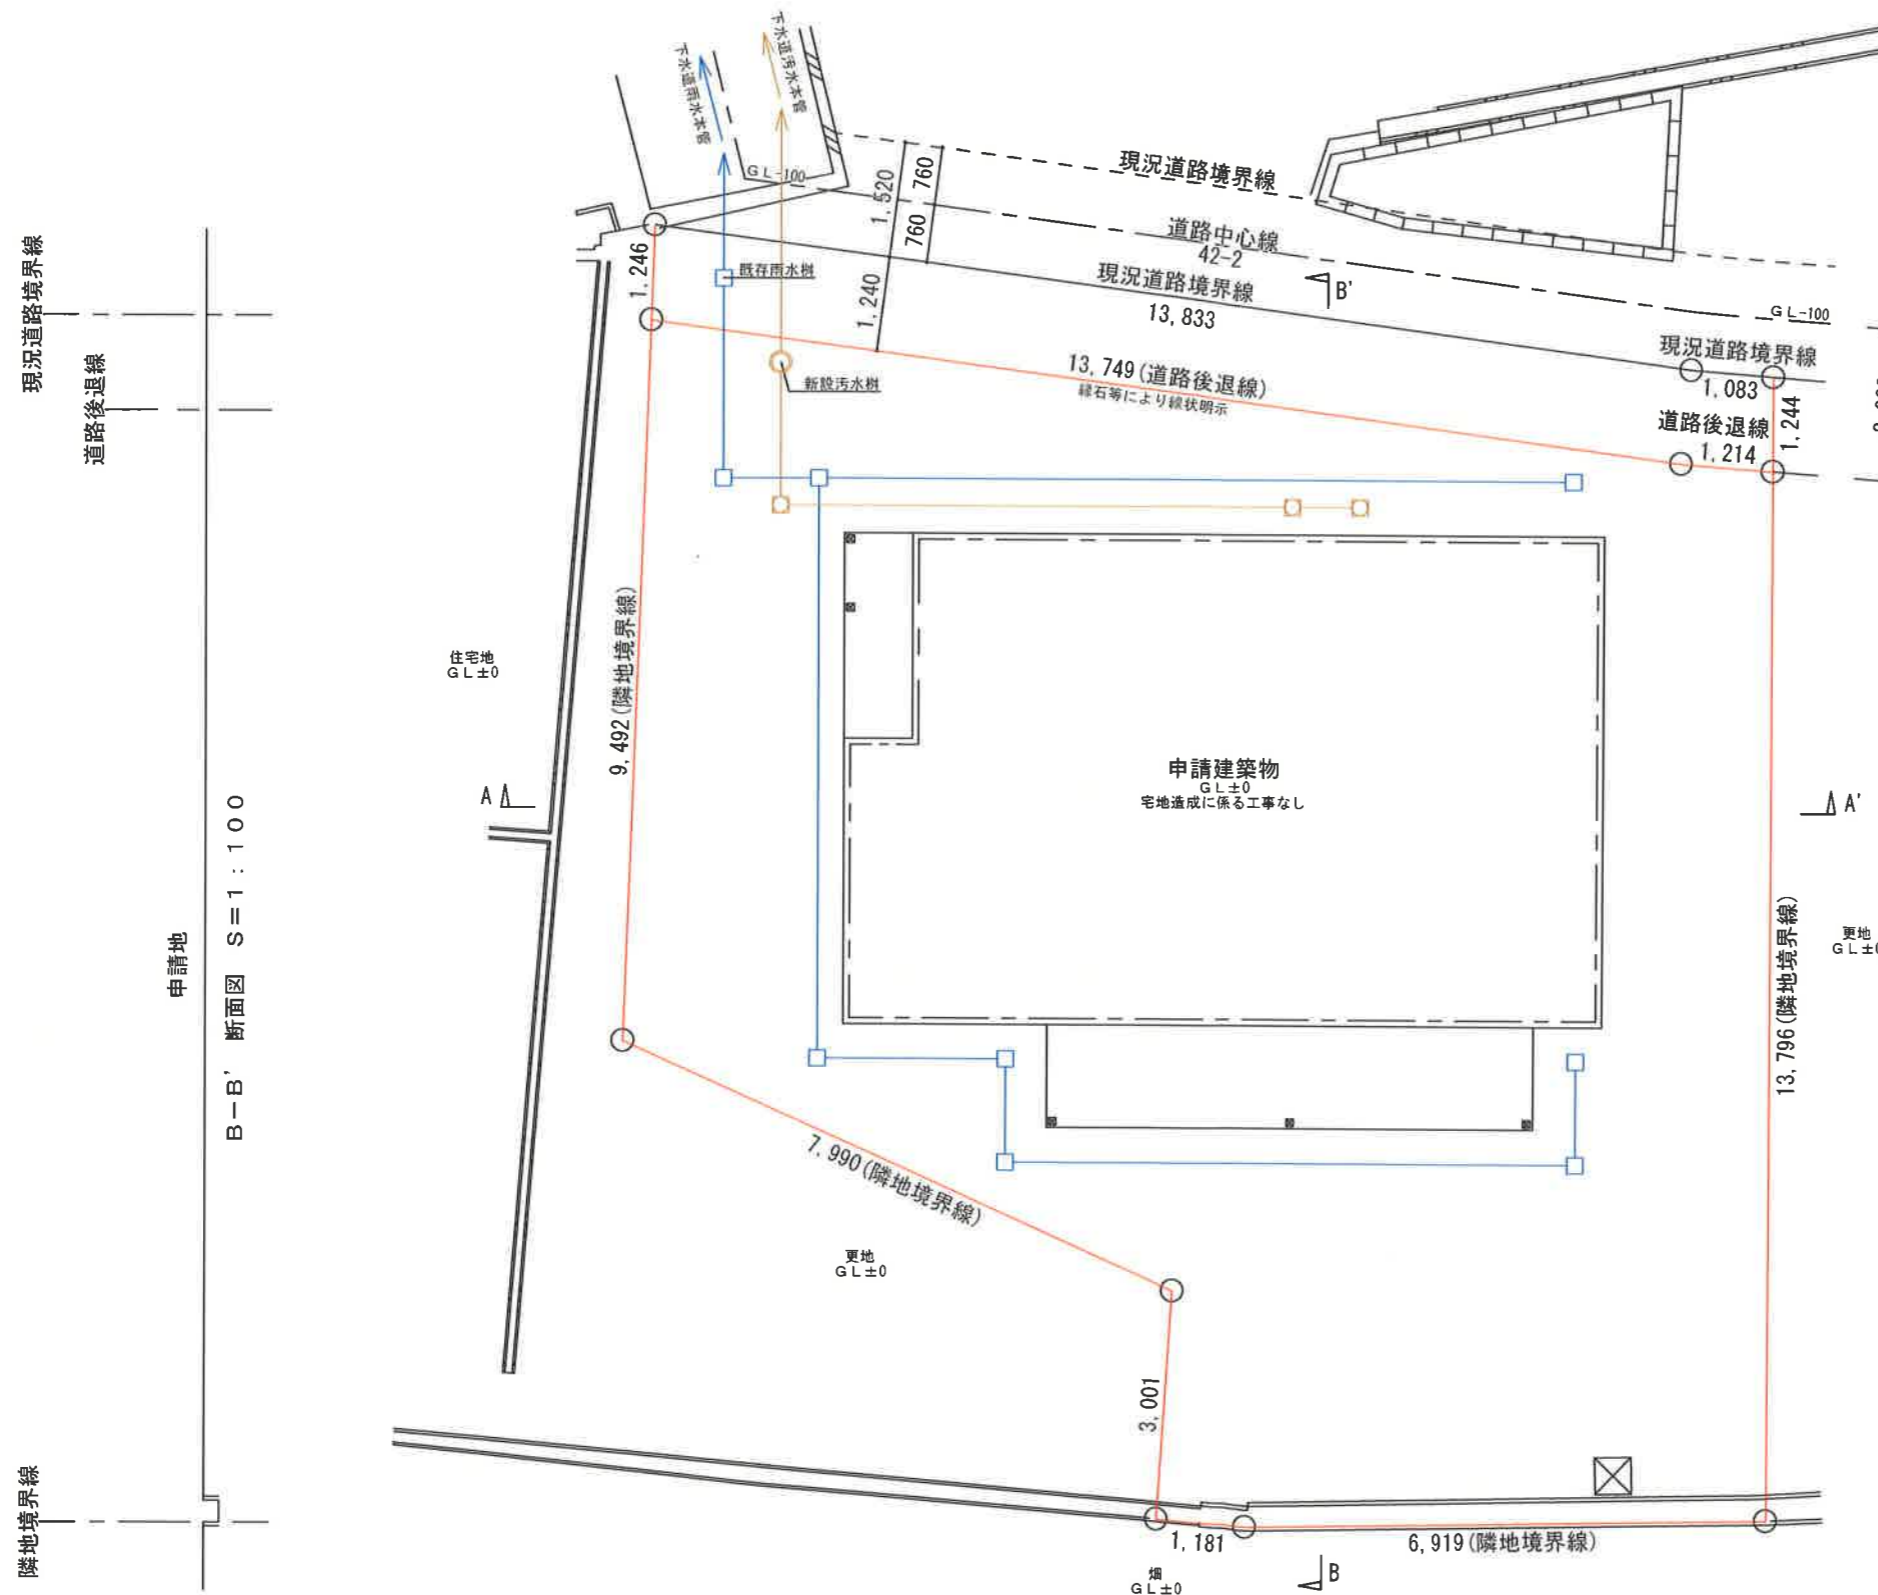 下水道雨水本管
下水道汚水本管
現況道路境界線
道路後退線
申請地
B－B’ 断面図 S＝1：100
隣地境界線
GL-100
1,520
760
760
1,240
1,246
既存雨水桝
新設汚水桝
現況道路境界線
道路中心線
42-2
現況道路境界線
13,833
B'
GL-100
13,749(道路後退線)
縁石等により線状明示
現況道路境界線
1,083
1,244
道路後退線
1,214
住宅地
GL±0
9,492(隣地境界線)
A
申請建築物
GL±0
宅地造成に係る工事なし
A'
更地
GL±0
13,796(隣地境界線)
7,990(隣地境界線)
更地
GL±0
3,001
1,181
6,919(隣地境界線)
畑
GL±0
B